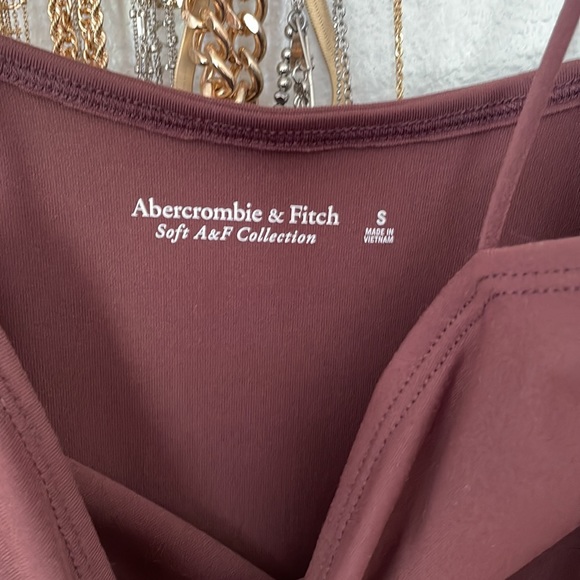 Abercrombie & Fitch
Soft A&F Collection
S
MADE IN
VIETNAM